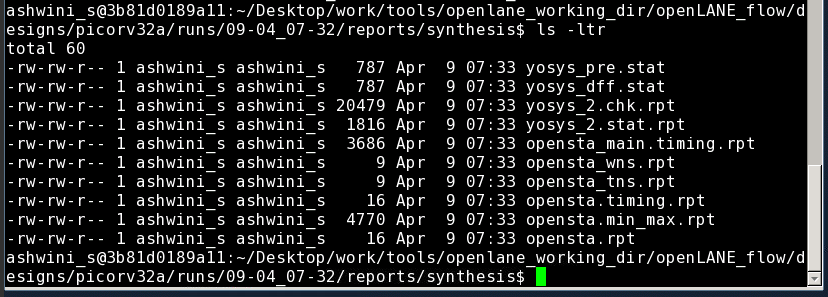 ashwini_s@3b81d0189a11:~/Desktop/work/tools/openlane_working_dir/openLANE_flow/d
esigns/picorv32a/runs/09-04_07-32/reports/synthesis$ ls -ltr
total 60
-rw-rw-r-- 1 ashwini_s ashwini_s   787 Apr  9 07:33 yosys_pre.stat
-rw-rw-r-- 1 ashwini_s ashwini_s   787 Apr  9 07:33 yosys_dff.stat
-rw-rw-r-- 1 ashwini_s ashwini_s 20479 Apr  9 07:33 yosys_2.chk.rpt
-rw-rw-r-- 1 ashwini_s ashwini_s  1816 Apr  9 07:33 yosys_2.stat.rpt
-rw-rw-r-- 1 ashwini_s ashwini_s  3686 Apr  9 07:33 opensta_main.timing.rpt
-rw-rw-r-- 1 ashwini_s ashwini_s     9 Apr  9 07:33 opensta_wns.rpt
-rw-rw-r-- 1 ashwini_s ashwini_s     9 Apr  9 07:33 opensta_tns.rpt
-rw-rw-r-- 1 ashwini_s ashwini_s    16 Apr  9 07:33 opensta.timing.rpt
-rw-rw-r-- 1 ashwini_s ashwini_s  4770 Apr  9 07:33 opensta.min_max.rpt
-rw-rw-r-- 1 ashwini_s ashwini_s    16 Apr  9 07:33 opensta.rpt
ashwini_s@3b81d0189a11:~/Desktop/work/tools/openlane_working_dir/openLANE_flow/d
esigns/picorv32a/runs/09-04_07-32/reports/synthesis$